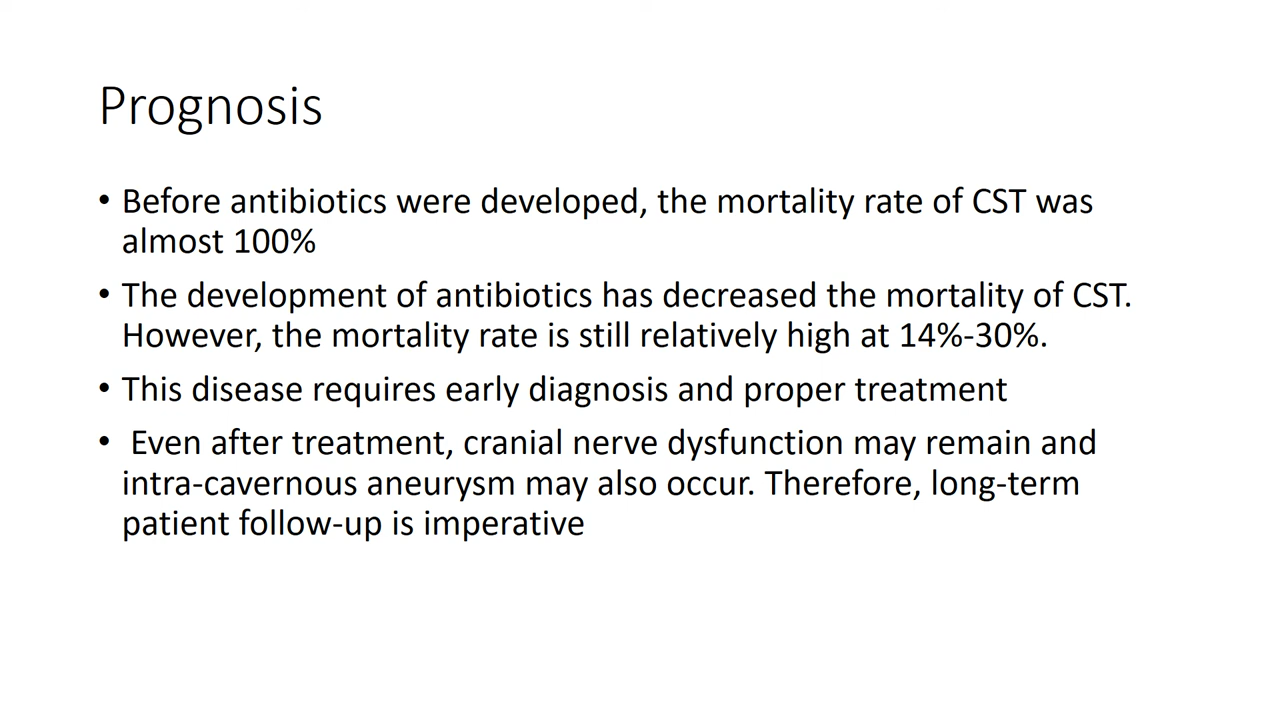 Prognosis
• Before antibiotics were developed, the mortality rate of CST was
almost 100%
• The development of antibiotics has decreased the mortality of CST.
However, the mortality rate is still relatively high at 14%-30%.
• This disease requires early diagnosis and proper treatment
• Even after treatment, cranial nerve dysfunction may remain and
intra-cavernous aneurysm may also occur. Therefore, long-term
patient follow-up is imperative